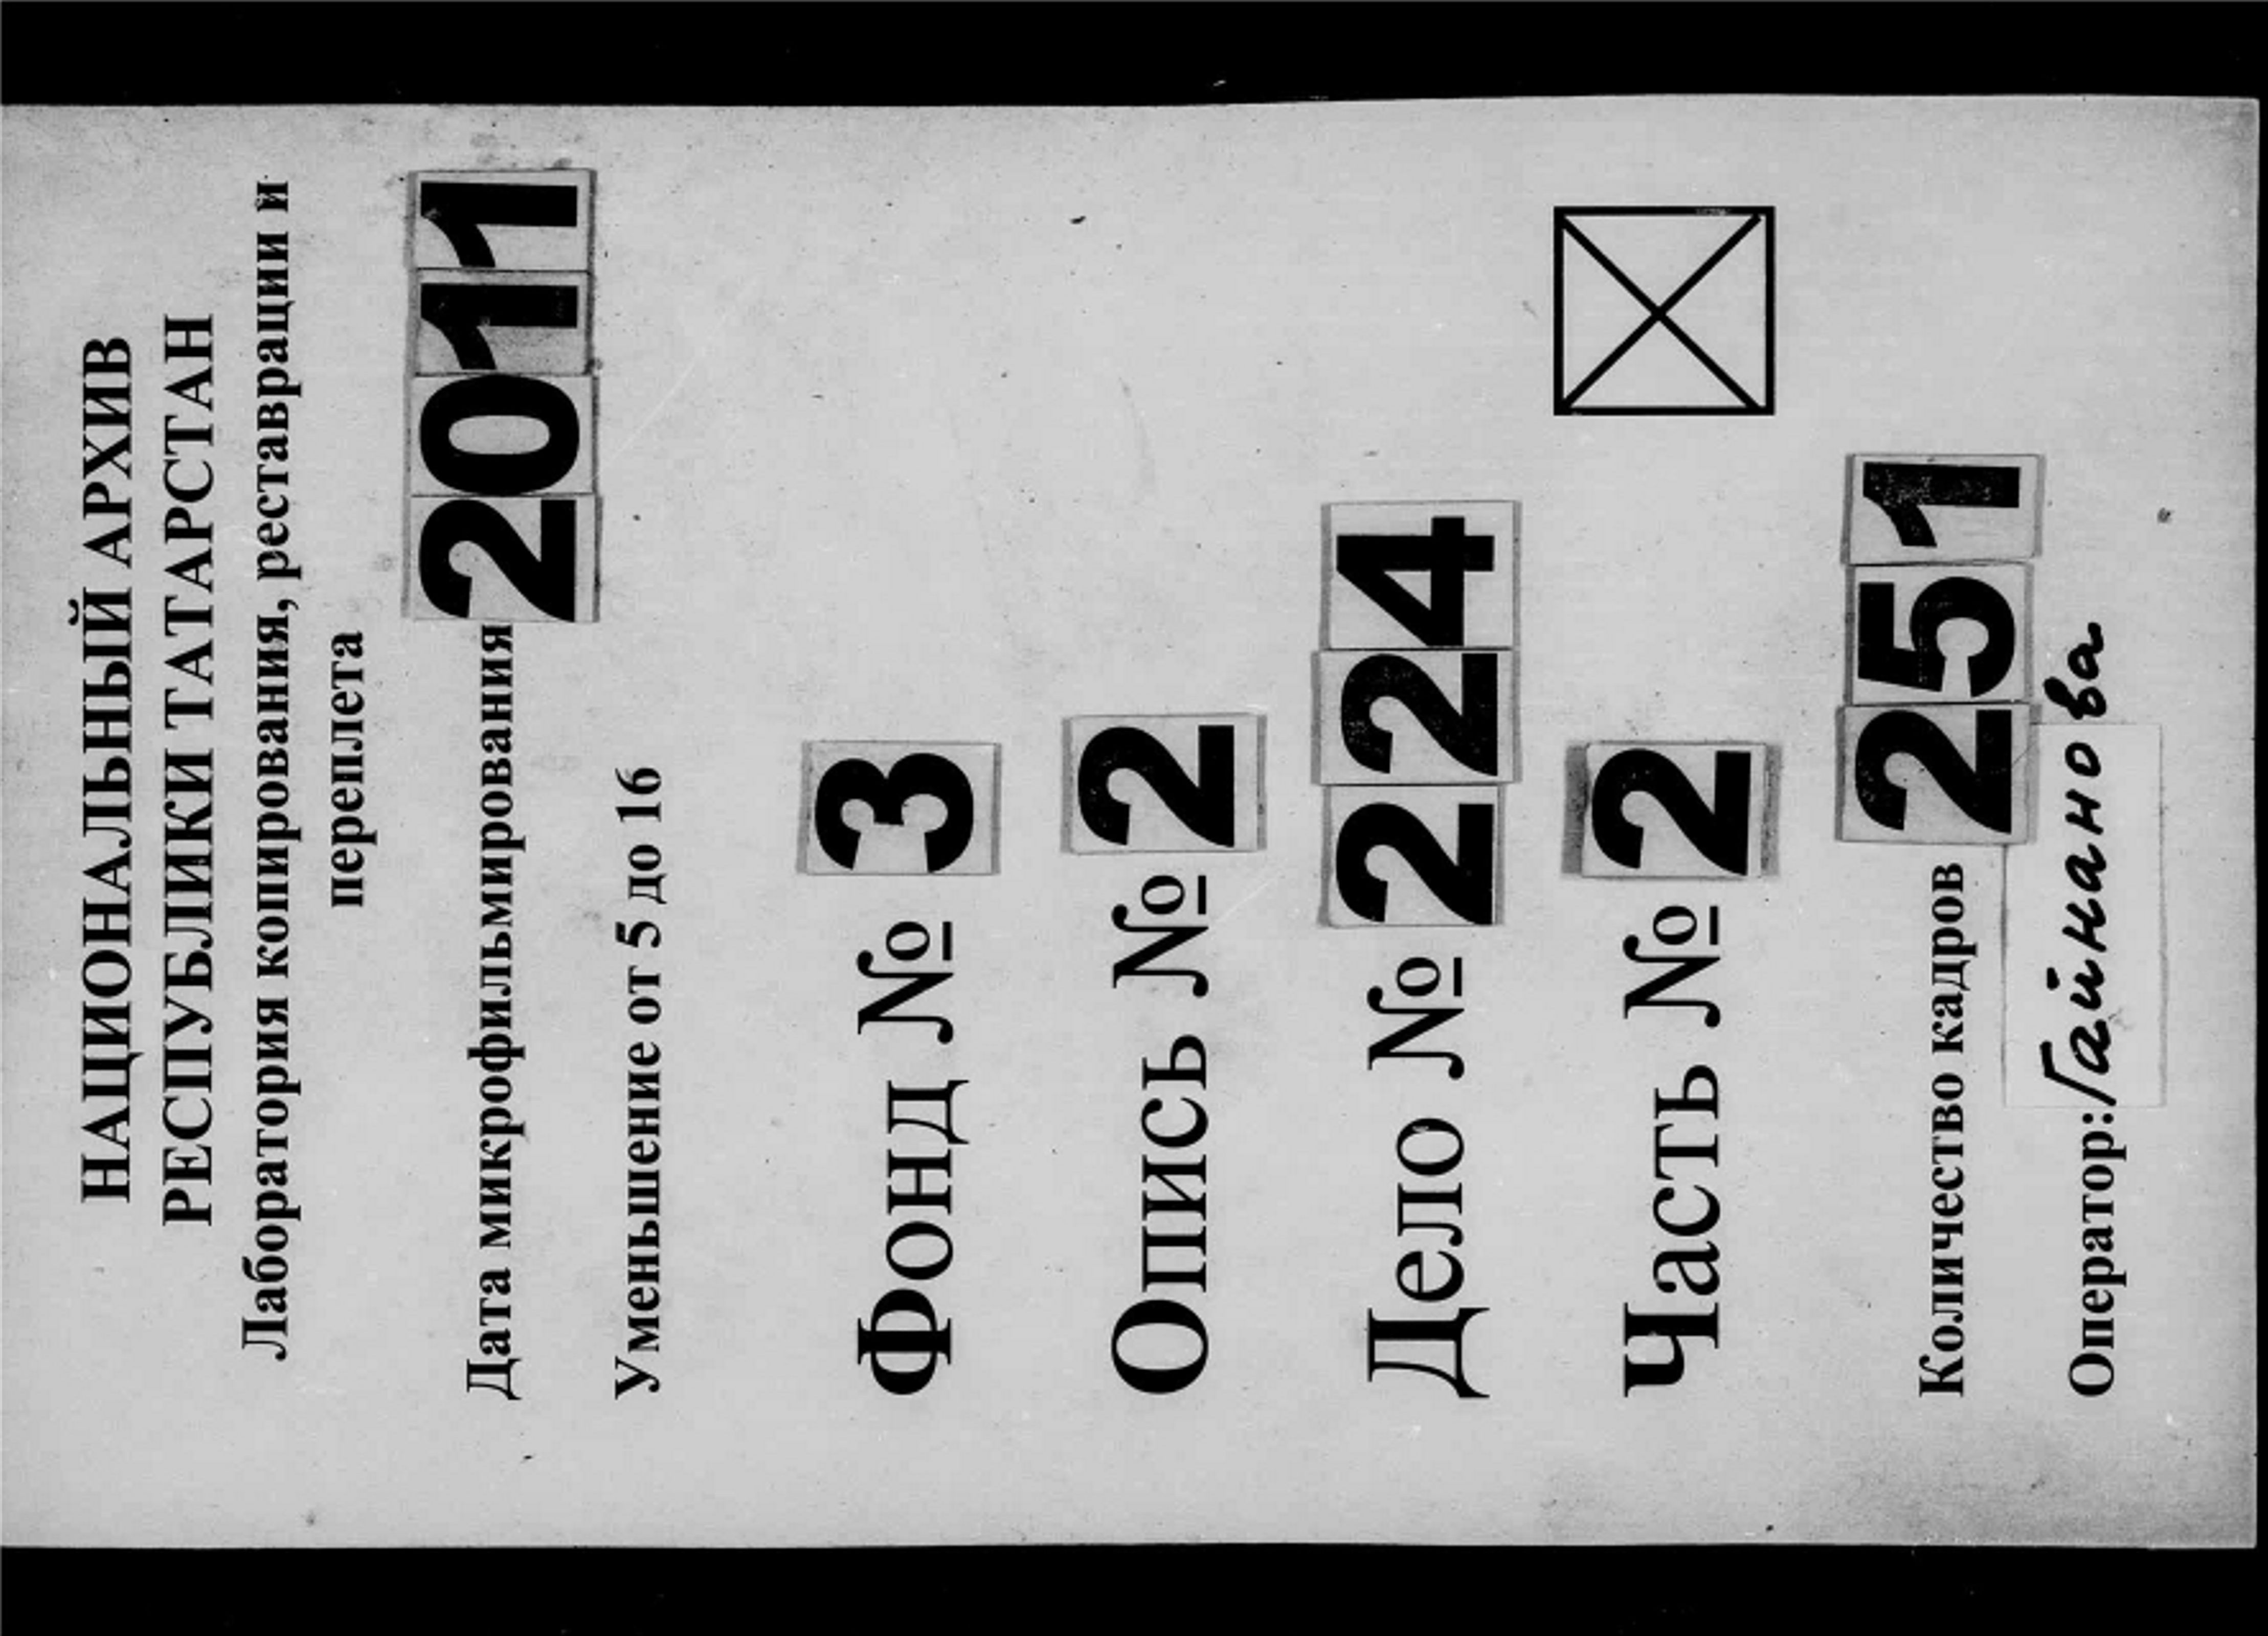 НАЦИОНАЛЬНЫЙ АРХИВ
РЕСПУБЛИКИ ТАТАРСТАН
Лаборатория копирования, реставрации и
переплета
Дата микрофильмирования 2011
Уменьшение от 5 до 16
Фонд № 3
Опись № 2
Дело № 224
Часть № 2
Количество кадров 251
Оператор: Гайнанова